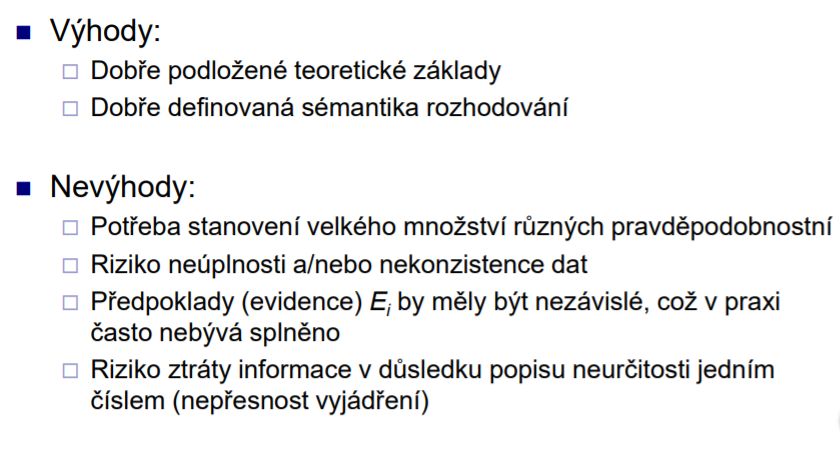 Výhody:
Dobře podložené teoretické základy
Dobře definovaná sémantika rozhodování
Nevýhody:
Potřeba stanovení velkého množství různých pravděpodobnostní
Riziko neúplnosti a/nebo nekonzistence dat
Předpoklady (evidence) Ei by měly být nezávislé, což v praxi
často nebývá splněno
Riziko ztráty informace v důsledku popisu neurčitosti jedním
číslem (nepřesnost vyjádření)